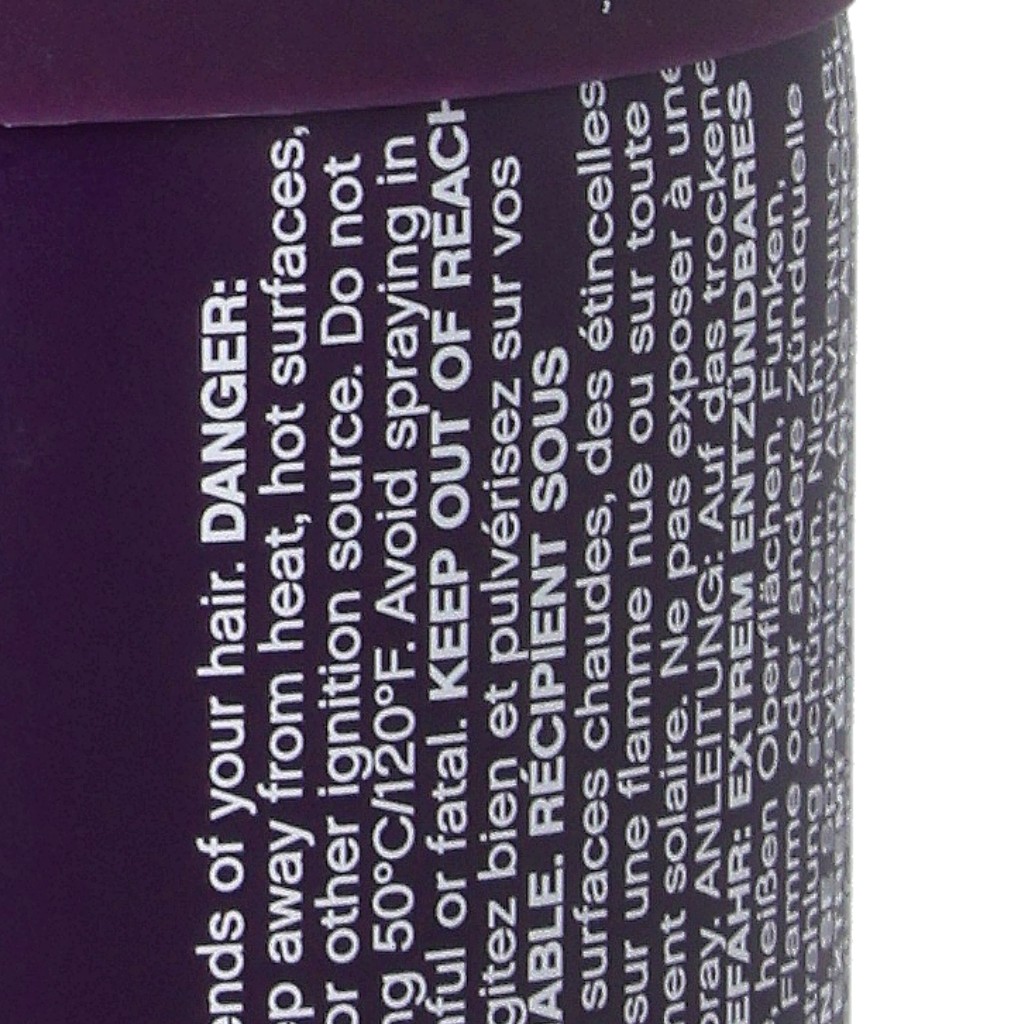 ends of your hair. DANGER:
ep away from heat, hot surfaces,
or other ignition source. Do not
ng 50°C/120°F. Avoid spraying in
nful or fatal. KEEP OUT OF REACH
gitez bien et pulvérisez sur vos
ABLE. RÉCIPIENT SOUS
surfaces chaudes, des étincelles
sur une flamme nue ou sur toute
ment solaire. Ne pas exposer à une
pray. ANLEITUNG: Auf das trockene
EFAHR: EXTREM ENTZÜNDBARES
, heißen Oberflächen, Funken,
Flamme oder andere Zündquelle
trahlung schützen. Nicht